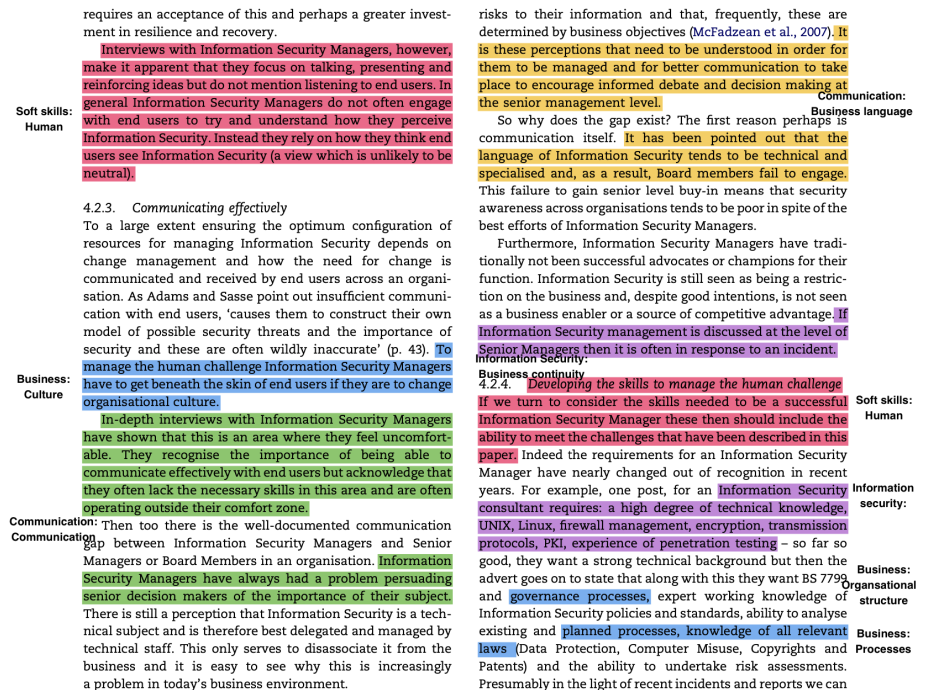 requires an acceptance of this and perhaps a greater invest-
ment in resilience and recovery.
Interviews with Information Security Managers, however,
make it apparent that they focus on talking, presenting and
reinforcing ideas but do not mention listening to end users. In
general Information Security Managers do not often engage
with end users to try and understand how they perceive
Information Security. Instead they rely on how they think end
users see Information Security (a view which is unlikely to be
neutral).
Soft skills:
Human
4.2.3. Communicating effectively
To a large extent ensuring the optimum configuration of
resources for managing Information Security depends on
change management and how the need for change is
communicated and received by end users across an organi-
sation. As Adams and Sasse point out insufficient communi-
cation with end users, ‘causes them to construct their own
model of possible security threats and the importance of
security and these are often wildly inaccurate’ (p. 43). To
manage the human challenge Information Security Managers
have to get beneath the skin of end users if they are to change
organisational culture.
Business:
Culture
In-depth interviews with Information Security Managers
have shown that this is an area where they feel uncomfort-
able. They recognise the importance of being able to
communicate effectively with end users but acknowledge that
they often lack the necessary skills in this area and are often
operating outside their comfort zone.
Communication:
Communication
Then too there is the well-documented communication
gap between Information Security Managers and Senior
Managers or Board Members in an organisation. Information
Security Managers have always had a problem persuading
senior decision makers of the importance of their subject.
There is still a perception that Information Security is a tech-
nical subject and is therefore best delegated and managed by
technical staff. This only serves to disassociate it from the
business and it is easy to see why this is increasingly
a problem in today’s business environment.
risks to their information and that, frequently, these are
determined by business objectives (McFadzean et al., 2007). It
is these perceptions that need to be understood in order for
them to be managed and for better communication to take
place to encourage informed debate and decision making at
the senior management level.
Communication:
Business language
So why does the gap exist? The first reason perhaps is
communication itself. It has been pointed out that the
language of Information Security tends to be technical and
specialised and, as a result, Board members fail to engage.
This failure to gain senior level buy-in means that security
awareness across organisations tends to be poor in spite of the
best efforts of Information Security Managers.
Furthermore, Information Security Managers have tradi-
tionally not been successful advocates or champions for their
function. Information Security is still seen as being a restric-
tion on the business and, despite good intentions, is not seen
as a business enabler or a source of competitive advantage. If
Information Security management is discussed at the level of
Senior Managers then it is often in response to an incident.
Information Security:
Business continuity
4.2.4. Developing the skills to manage the human challenge
If we turn to consider the skills needed to be a successful
Information Security Manager these then should include the
ability to meet the challenges that have been described in this
paper. Indeed the requirements for an Information Security
Manager have nearly changed out of recognition in recent
years. For example, one post, for an Information Security
consultant requires: a high degree of technical knowledge,
UNIX, Linux, firewall management, encryption, transmission
protocols, PKI, experience of penetration testing – so far so
good, they want a strong technical background but then the
advert goes on to state that along with this they want BS 7799
and governance processes, expert working knowledge of
Information Security policies and standards, ability to analyse
existing and planned processes, knowledge of all relevant
laws (Data Protection, Computer Misuse, Copyrights and
Patents) and the ability to undertake risk assessments.
Presumably in the light of recent incidents and reports we can
Soft skills:
Human
Information
security:
Business:
Organsational
structure
Business:
Processes